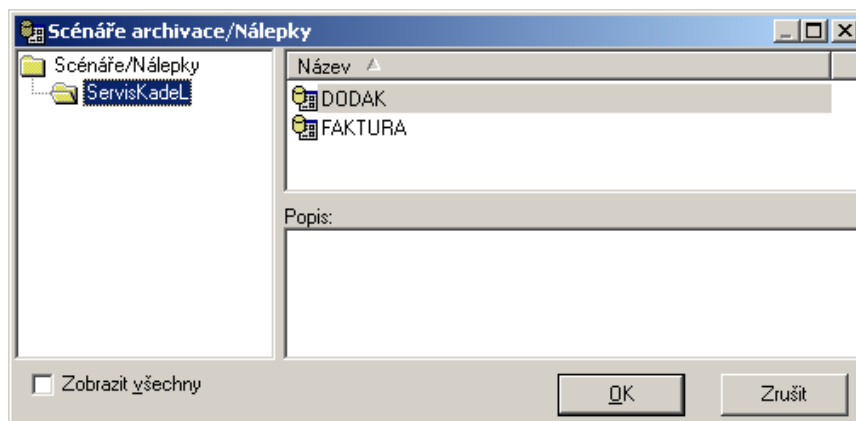 Scénáře archivace/Nálepky
Scénáře/Nálepky
ServisKadeL
Název
DODAK
FAKTURA
Popis:
Zobrazit všechny
OK
Zrušit